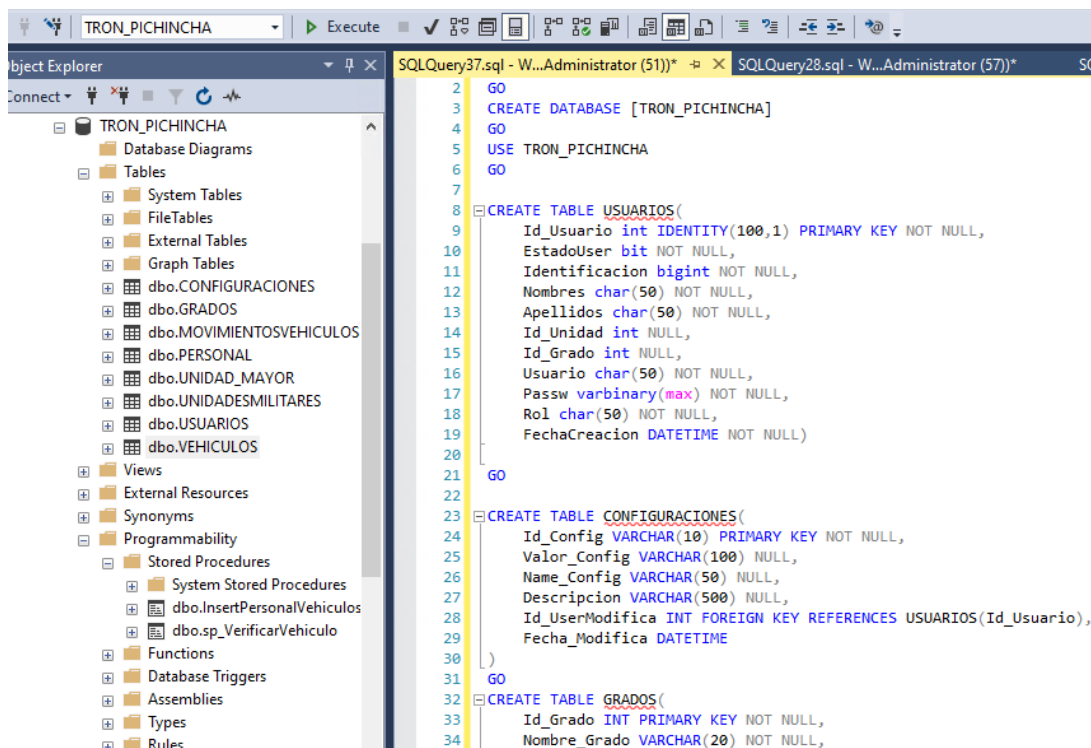 TRON_PICHINCHA
Execute
Object Explorer
SQLQuery37.sql - W...Administrator (51))*
SQLQuery28.sql - W...Administrator (57))*
Connect
TRON_PICHINCHA
Database Diagrams
Tables
System Tables
FileTables
External Tables
Graph Tables
dbo.CONFIGURACIONES
dbo.GRADOS
dbo.MOVIMIENTOSVEHICULOS
dbo.PERSONAL
dbo.UNIDAD_MAYOR
dbo.UNIDADESMILITARES
dbo.USUARIOS
dbo.VEHICULOS
Views
External Resources
Synonyms
Programmability
Stored Procedures
System Stored Procedures
dbo.InsertPersonalVehiculos
dbo.sp_VerificarVehiculo
Functions
Database Triggers
Assemblies
Types
Rules
2 GO
3 CREATE DATABASE [TRON_PICHINCHA]
4 GO
5 USE TRON_PICHINCHA
6 GO
7
8 CREATE TABLE USUARIOS(
9 Id_Usuario int IDENTITY(100,1) PRIMARY KEY NOT NULL,
10 EstadoUser bit NOT NULL,
11 Identificacion bigint NOT NULL,
12 Nombres char(50) NOT NULL,
13 Apellidos char(50) NOT NULL,
14 Id_Unidad int NULL,
15 Id_Grado int NULL,
16 Usuario char(50) NOT NULL,
17 Passw varbinary(max) NOT NULL,
18 Rol char(50) NOT NULL,
19 FechaCreacion DATETIME NOT NULL)
20
21 GO
22
23 CREATE TABLE CONFIGURACIONES(
24 Id_Config VARCHAR(10) PRIMARY KEY NOT NULL,
25 Valor_Config VARCHAR(100) NULL,
26 Name_Config VARCHAR(50) NULL,
27 Descripcion VARCHAR(500) NULL,
28 Id_UserModifica INT FOREIGN KEY REFERENCES USUARIOS(Id_Usuario),
29 Fecha_Modifica DATETIME
30 )
31 GO
32 CREATE TABLE GRADOS(
33 Id_Grado INT PRIMARY KEY NOT NULL,
34 Nombre_Grado VARCHAR(20) NOT NULL,